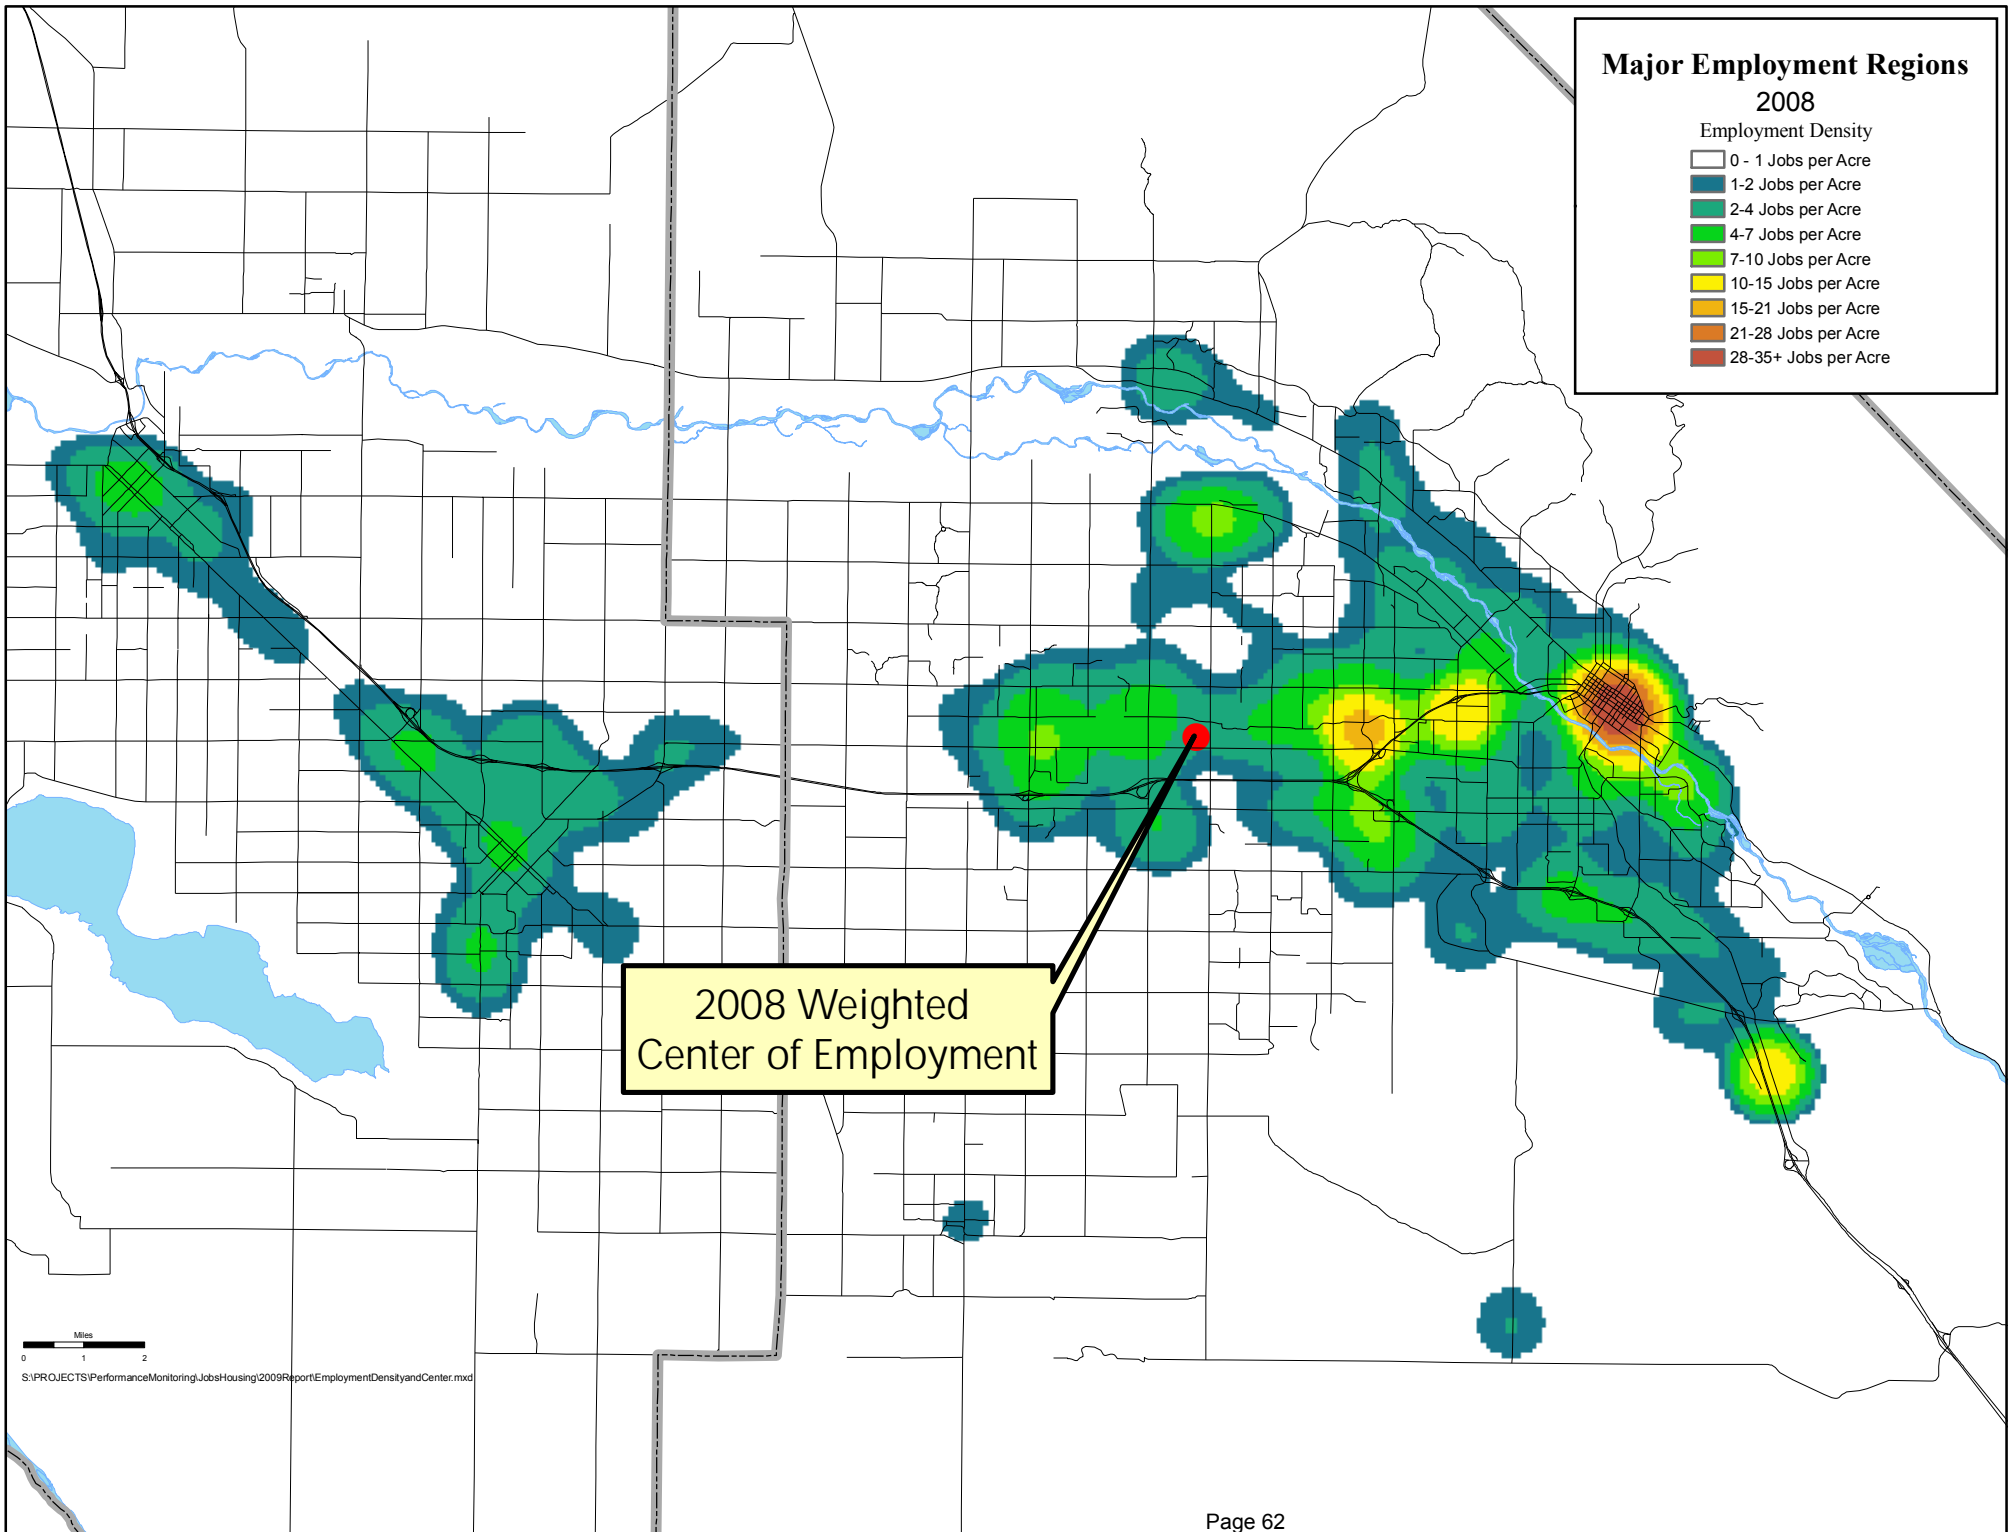 Major Employment Regions
2008
Employment Density
0 - 1 Jobs per Acre
1-2 Jobs per Acre
2-4 Jobs per Acre
4-7 Jobs per Acre
7-10 Jobs per Acre
10-15 Jobs per Acre
15-21 Jobs per Acre
21-28 Jobs per Acre
28-35+ Jobs per Acre
2008 Weighted
Center of Employment
Miles
0 1 2
S:\PROJECTS\PerformanceMonitoring\JobsHousing\2009Report\EmploymentDensityandCenter.mxd
Page 62